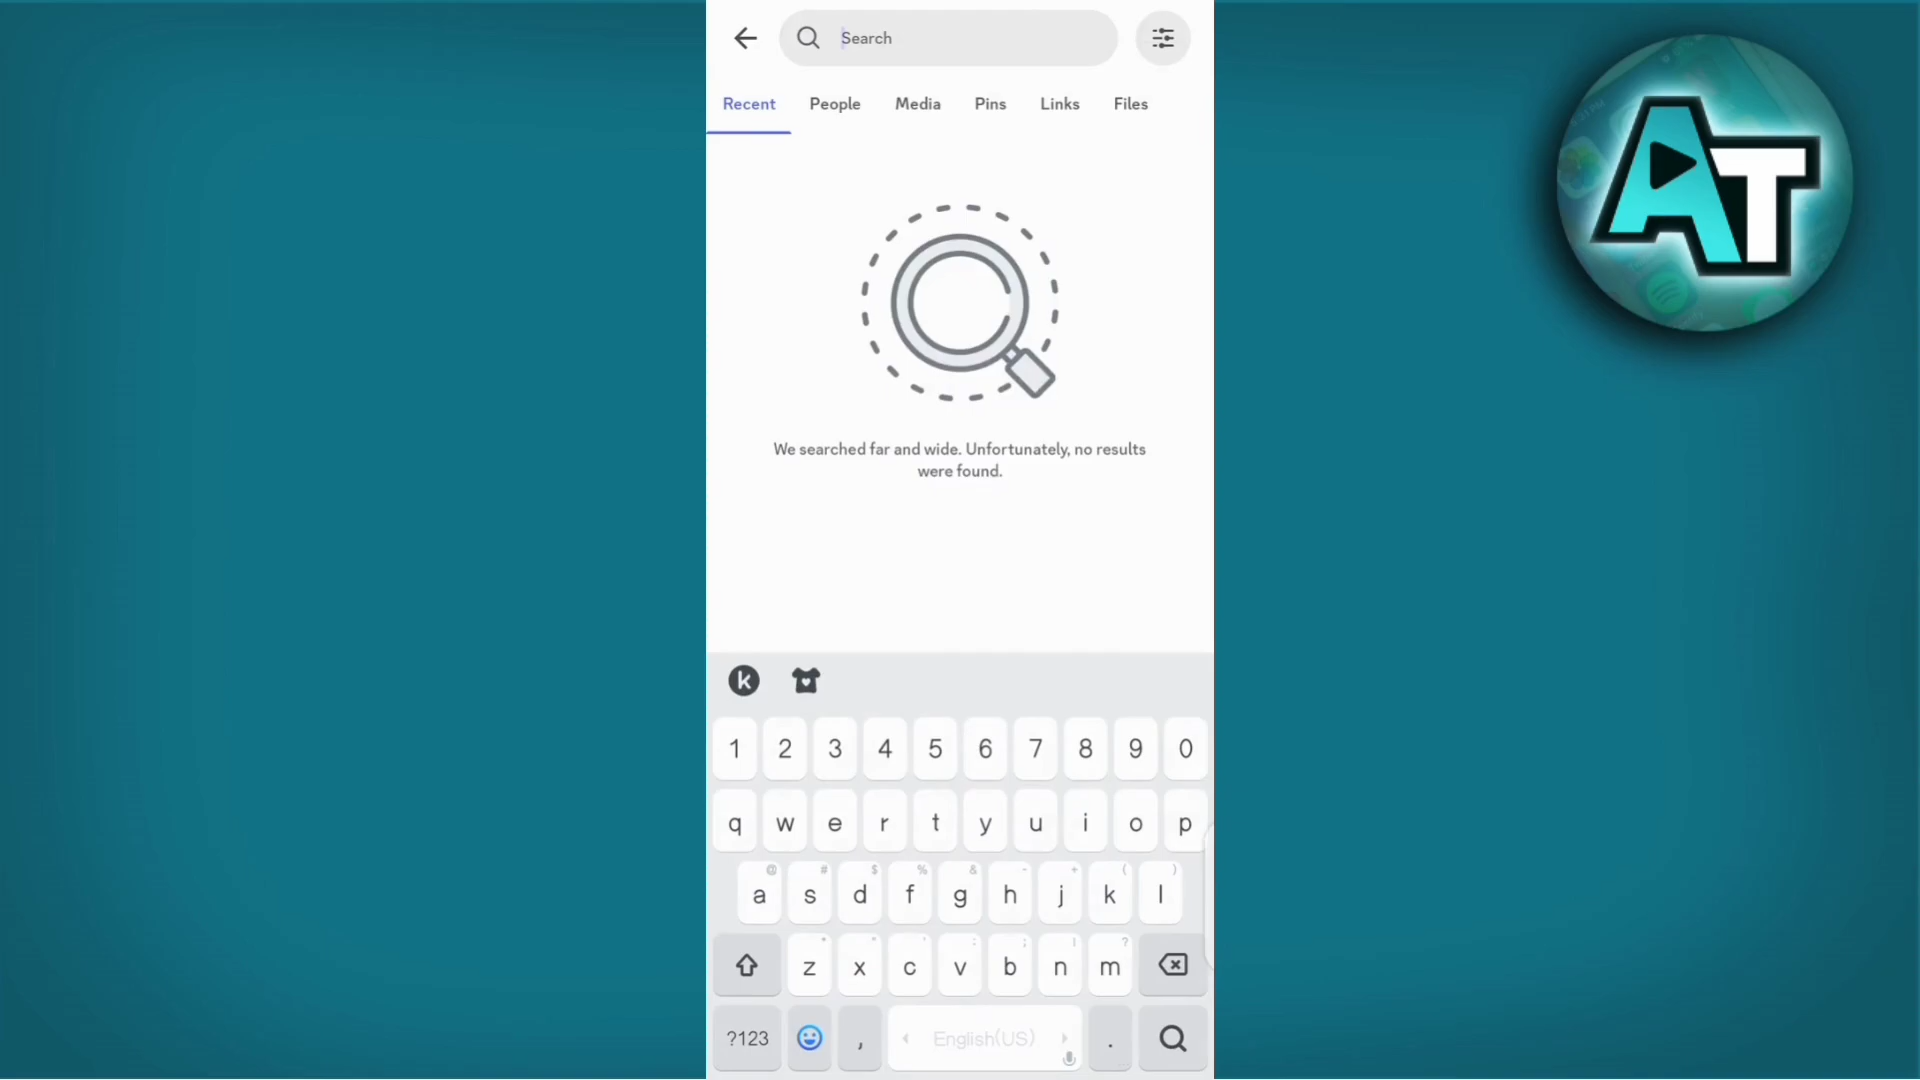 Search
Recent People Media Pins Links Files
We searched far and wide. Unfortunately, no results
were found.
AT
k
1 2 3 4 5 6 7 8 9 0
q w e r t y u i o p
@ # $ % & - + ( )
a s d f g h j k l
* " ' : ; ! ?
z x c v b n m
?123 , English(US) .